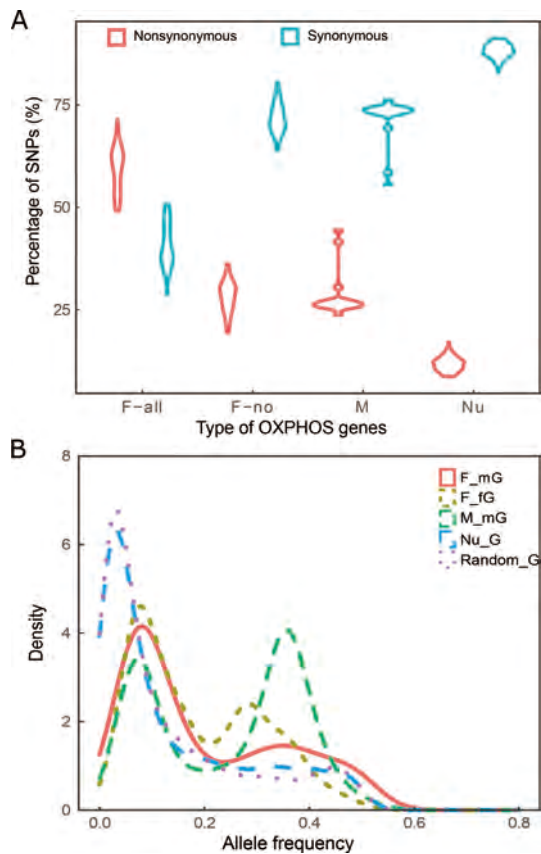 A
Nonsynonymous Synonymous
Percentage of SNPs (%)
75
50
25
F-all F-no M Nu
Type of OXPHOS genes
B
8
6
4
2
0
Density
F_mG
F_fG
M_mG
Nu_G
Random_G
0.0 0.2 0.4 0.6 0.8
Allele frequency